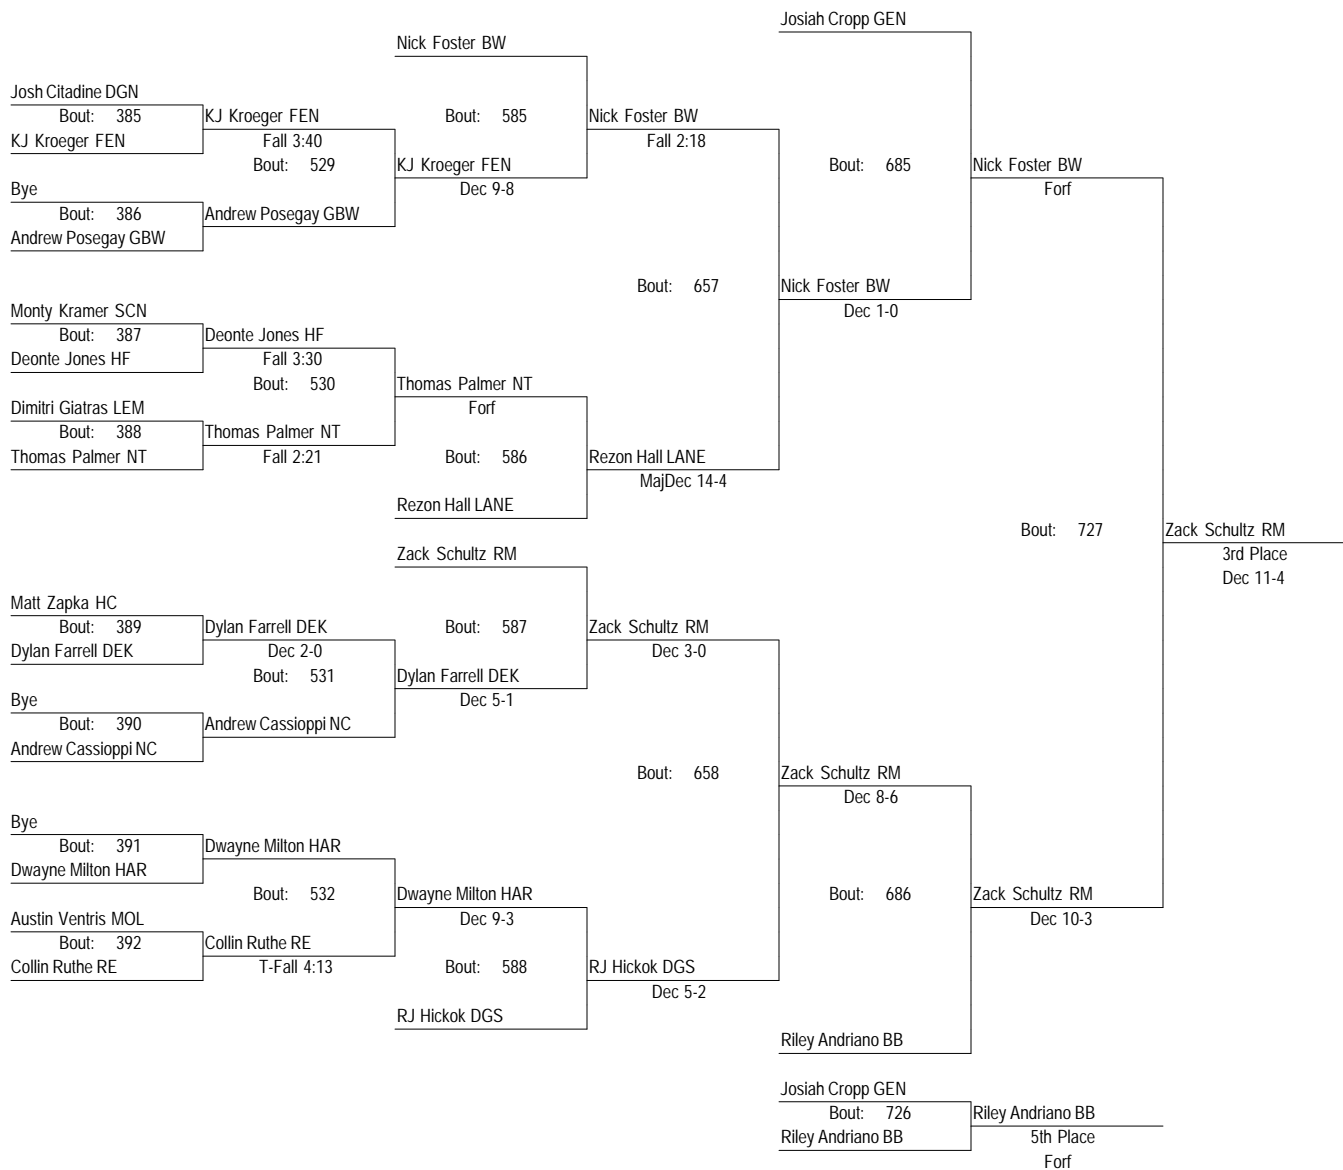 Josiah Cropp GEN
Nick Foster BW
Josh Citadine DGN
Bout: 385
KJ Kroeger FEN
KJ Kroeger FEN
Fall 3:40
Bout: 529
Bout: 585
Nick Foster BW
Fall 2:18
KJ Kroeger FEN
Dec 9-8
Bye
Bout: 386
Andrew Posegay GBW
Andrew Posegay GBW
Bout: 685
Nick Foster BW
Forf
Bout: 657
Nick Foster BW
Dec 1-0
Monty Kramer SCN
Bout: 387
Deonte Jones HF
Deonte Jones HF
Fall 3:30
Bout: 530
Thomas Palmer NT
Forf
Dimitri Giatras LEM
Bout: 388
Thomas Palmer NT
Thomas Palmer NT
Fall 2:21
Bout: 586
Rezon Hall LANE
MajDec 14-4
Rezon Hall LANE
Bout: 727
Zack Schultz RM
3rd Place
Dec 11-4
Zack Schultz RM
Matt Zapka HC
Bout: 389
Dylan Farrell DEK
Dylan Farrell DEK
Dec 2-0
Bout: 531
Bout: 587
Zack Schultz RM
Dec 3-0
Dylan Farrell DEK
Dec 5-1
Bye
Bout: 390
Andrew Cassioppi NC
Andrew Cassioppi NC
Bout: 658
Zack Schultz RM
Dec 8-6
Bye
Bout: 391
Dwayne Milton HAR
Dwayne Milton HAR
Bout: 532
Dwayne Milton HAR
Dec 9-3
Bout: 686
Zack Schultz RM
Dec 10-3
Austin Ventris MOL
Bout: 392
Collin Ruthe RE
Collin Ruthe RE
T-Fall 4:13
Bout: 588
RJ Hickok DGS
Dec 5-2
RJ Hickok DGS
Riley Andriano BB
Josiah Cropp GEN
Bout: 726
Riley Andriano BB
Riley Andriano BB
5th Place
Forf